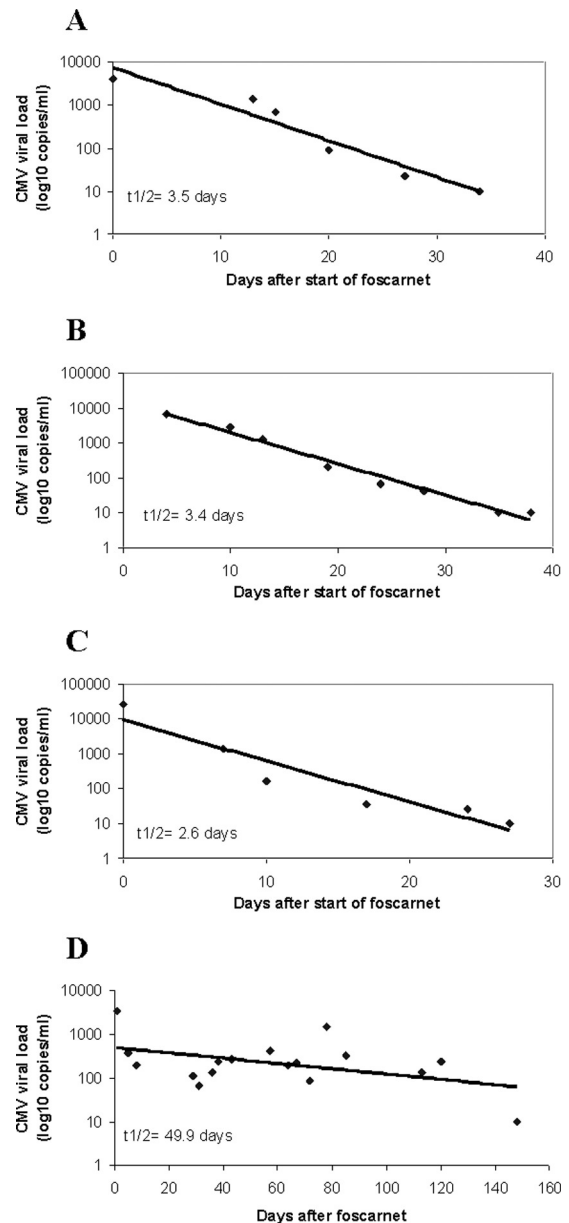 A
CMV viral load
(log10 copies/ml)
10000
1000
100
10
1
t1/2= 3.5 days
0 10 20 30 40
Days after start of foscarnet
B
CMV viral load
(log10 copies/ml)
100000
10000
1000
100
10
1
t1/2= 3.4 days
0 10 20 30 40
Days after start of foscarnet
C
CMV viral load
(log10 copies/ml)
100000
10000
1000
100
10
1
t1/2= 2.6 days
0 10 20 30
Days after start of foscarnet
D
CMV viral load
(log10 copies/ml)
10000
1000
100
10
1
t1/2= 49.9 days
0 20 40 60 80 100 120 140 160
Days after foscarnet